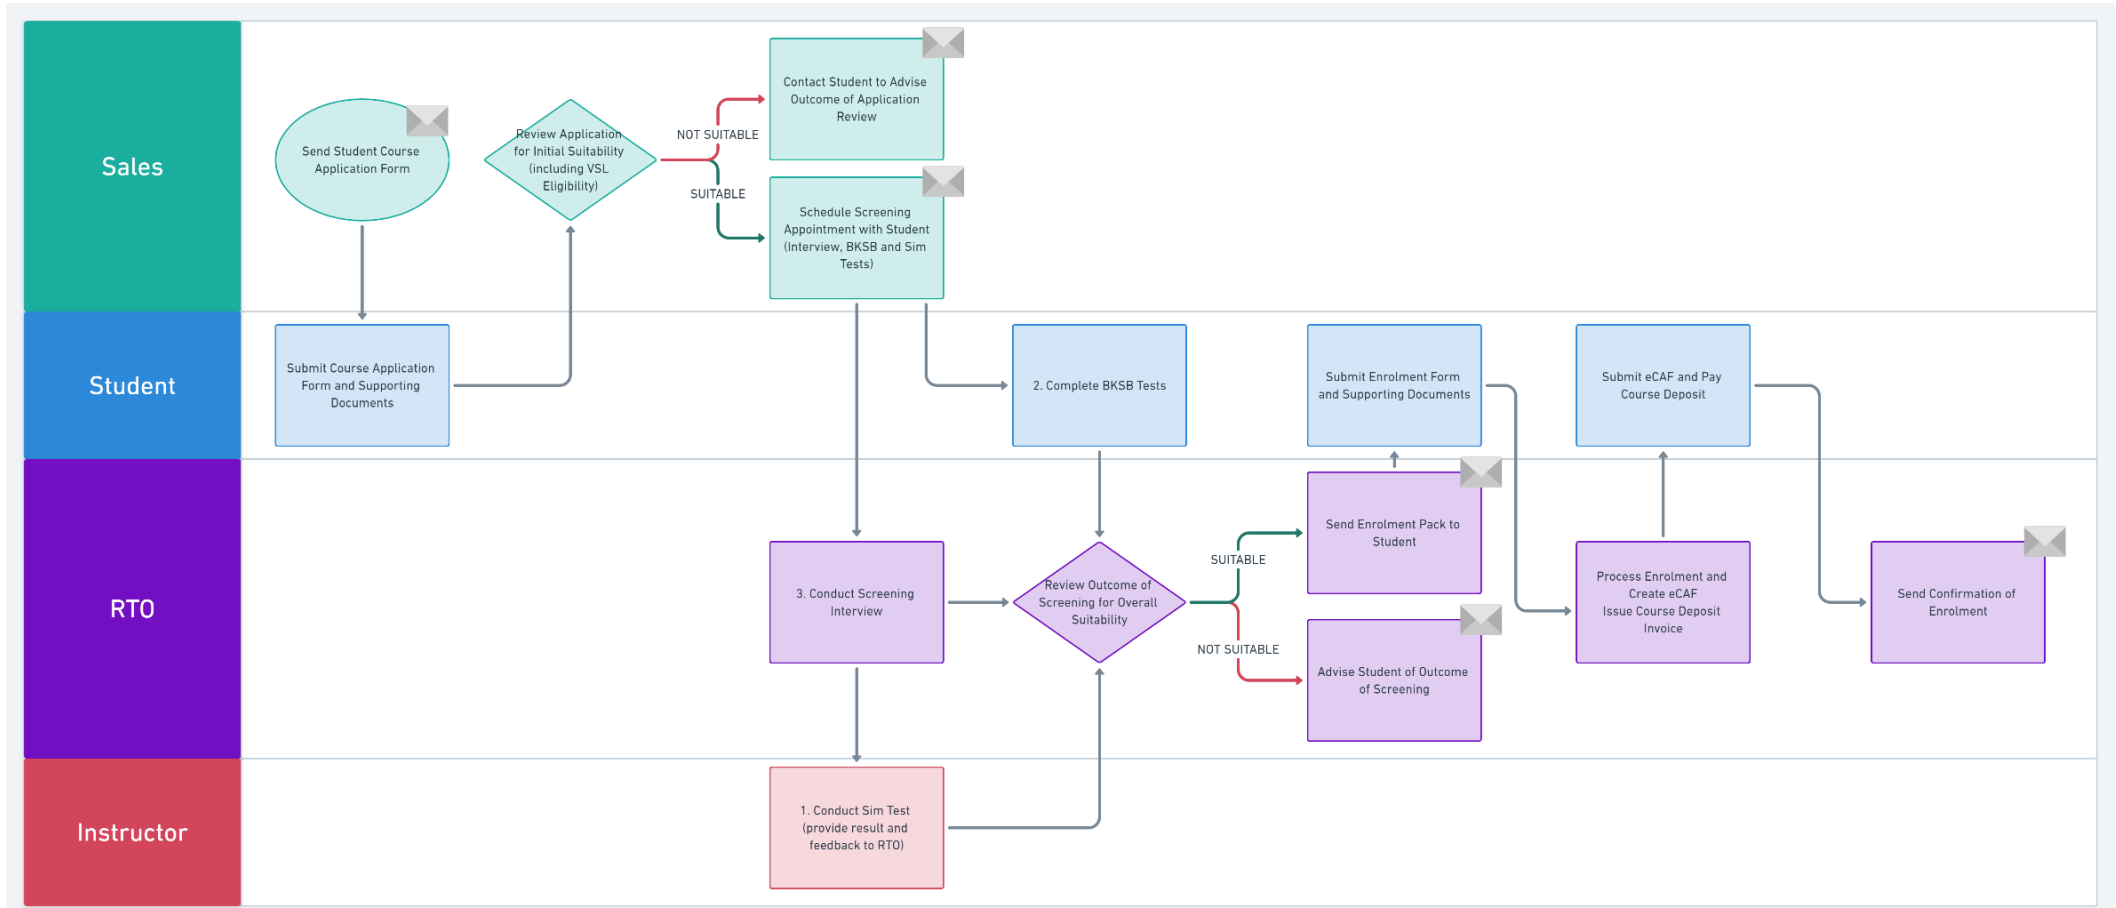 Sales
Send Student Course
Application Form
Review Application
for Initial Suitability
(including VSL
Eligibility)
NOT SUITABLE
SUITABLE
Contact Student to Advise
Outcome of Application
Review
Schedule Screening
Appointment with Student
(Interview, BKSB and Sim
Tests)
Student
Submit Course Application
Form and Supporting
Documents
2. Complete BKSB Tests
Submit Enrolment Form
and Supporting Documents
Submit eCAF and Pay
Course Deposit
RTO
3. Conduct Screening
Interview
Review Outcome of
Screening for Overall
Suitability
SUITABLE
NOT SUITABLE
Send Enrolment Pack to
Student
Advise Student of Outcome
of Screening
Process Enrolment and
Create eCAF
Issue Course Deposit
Invoice
Send Confirmation of
Enrolment
Instructor
1. Conduct Sim Test
(provide result and
feedback to RTO)